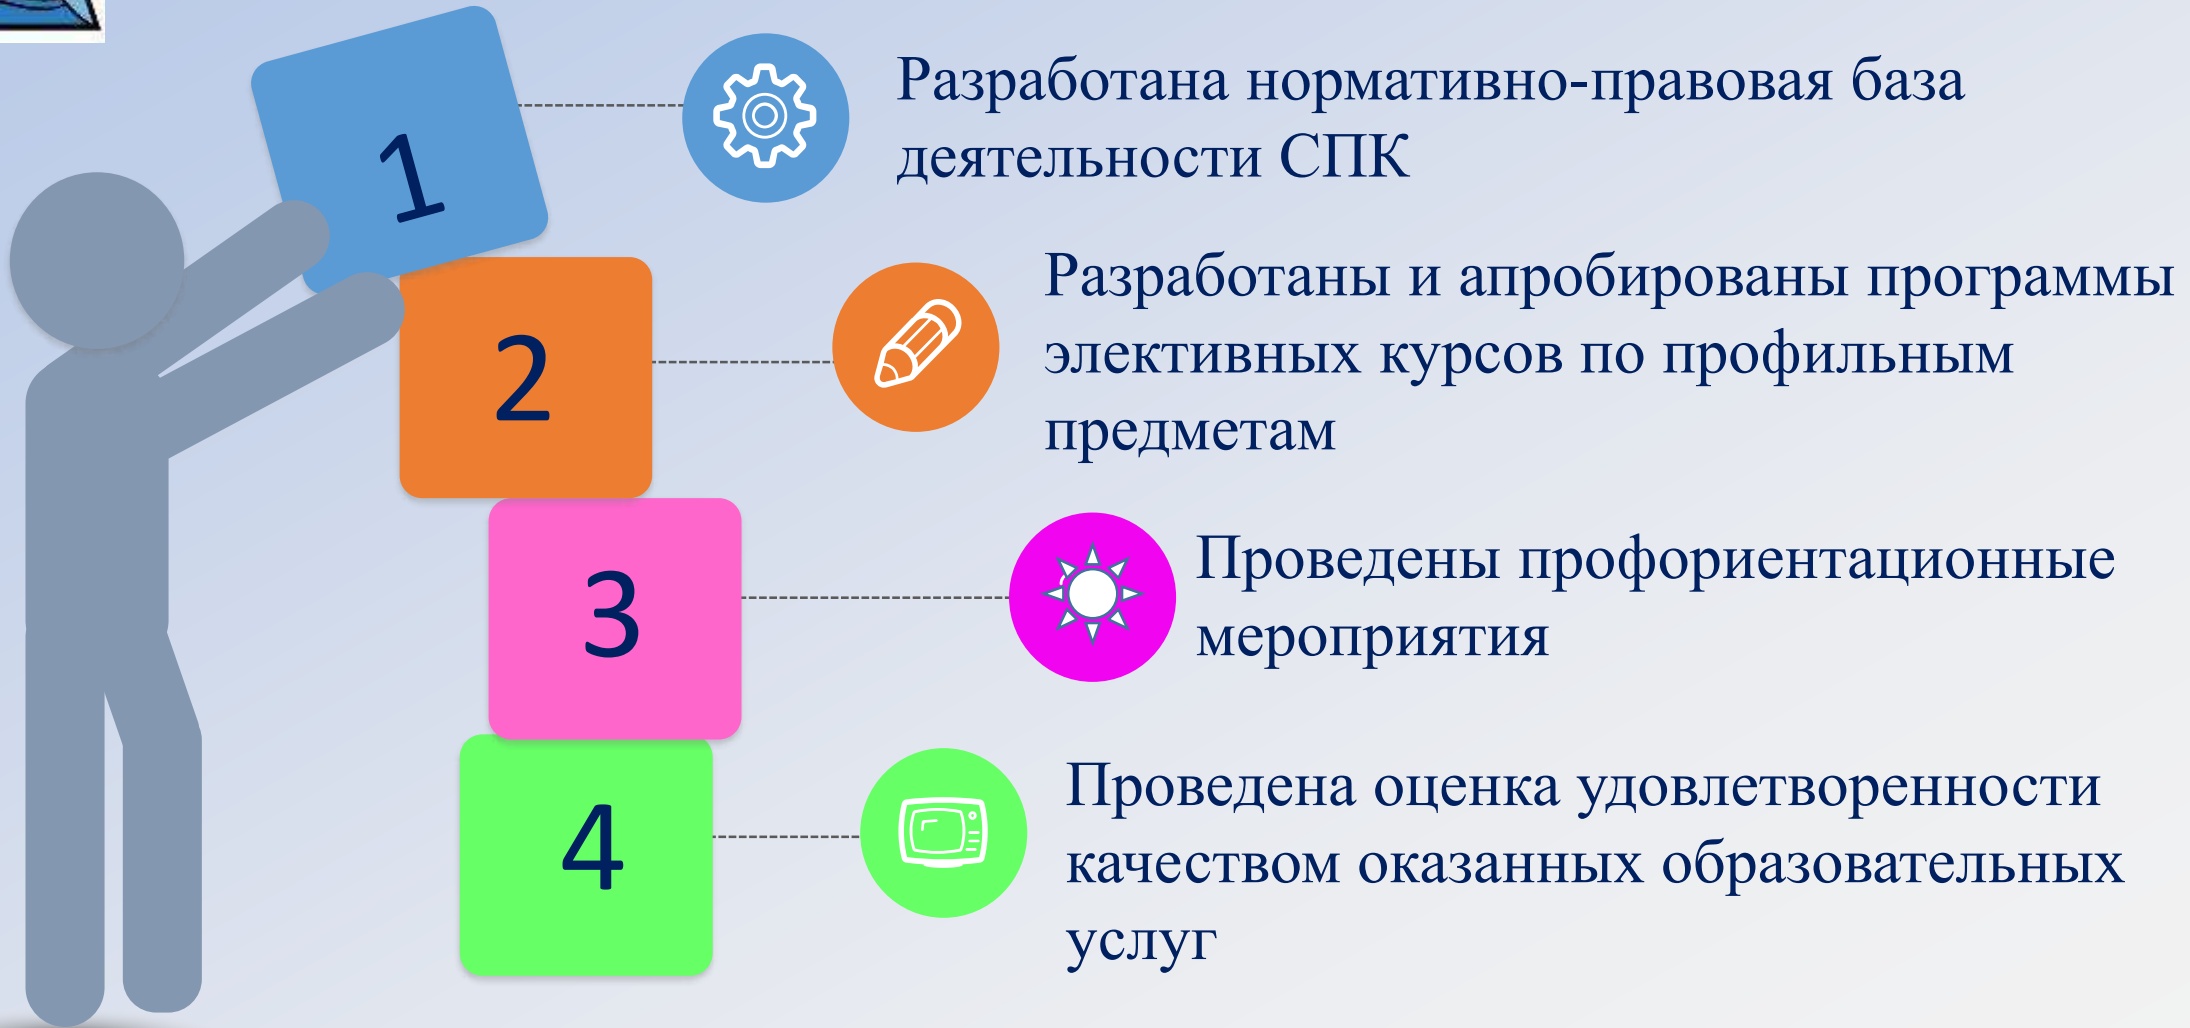 1
Разработана нормативно-правовая база
деятельности СПК
2
Разработаны и апробированы программы
элективных курсов по профильным
предметам
3
Проведены профориентационные
мероприятия
4
Проведена оценка удовлетворенности
качеством оказанных образовательных
услуг